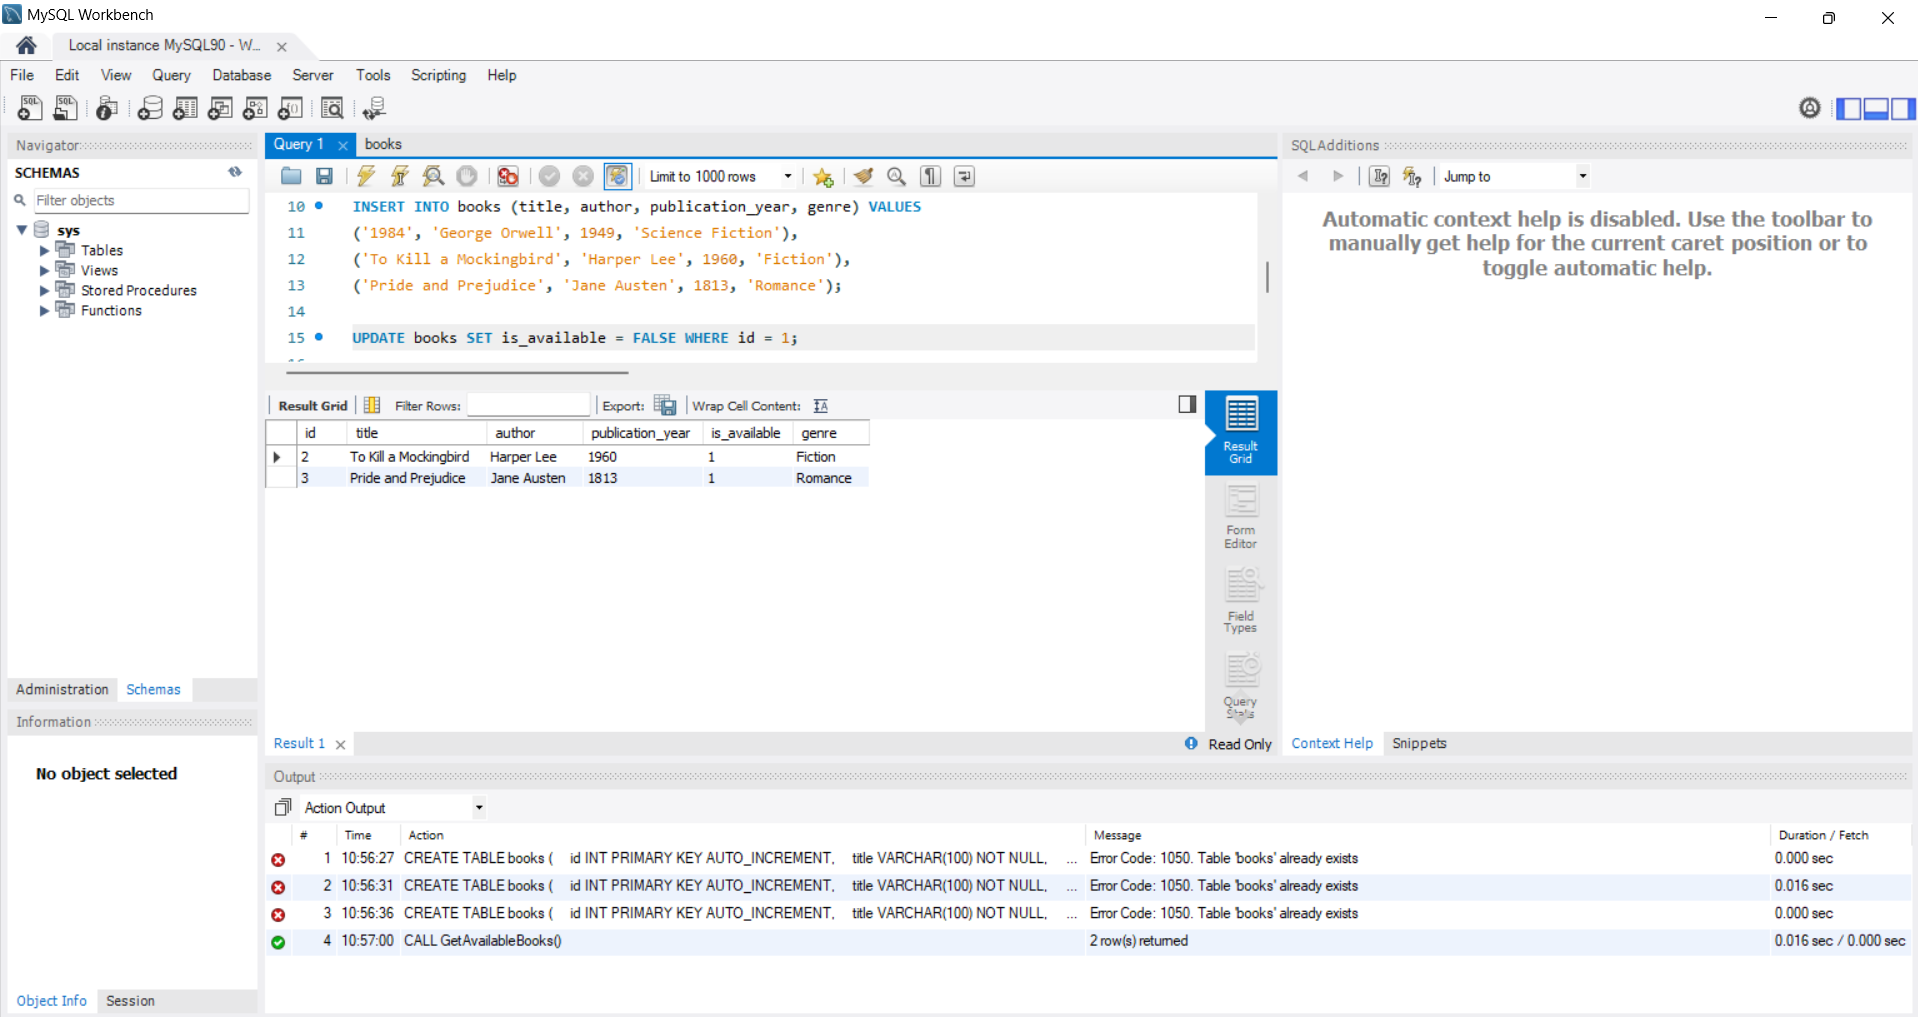 MySQL Workbench
Local instance MySQL90 - W...
File Edit View Query Database Server Tools Scripting Help
Navigator
SCHEMAS
Filter objects
sys
Tables
Views
Stored Procedures
Functions
Administration Schemas
Information
No object selected
Object Info Session
Query 1 books
Limit to 1000 rows
10 INSERT INTO books (title, author, publication_year, genre) VALUES
11 ('1984', 'George Orwell', 1949, 'Science Fiction'),
12 ('To Kill a Mockingbird', 'Harper Lee', 1960, 'Fiction'),
13 ('Pride and Prejudice', 'Jane Austen', 1813, 'Romance');
14
15 UPDATE books SET is_available = FALSE WHERE id = 1;
Result Grid Filter Rows: Export: Wrap Cell Content:
id title author publication_year is_available genre
2 To Kill a Mockingbird Harper Lee 1960 1 Fiction
3 Pride and Prejudice Jane Austen 1813 1 Romance
Result
Grid
Form
Editor
Field
Types
Query
Stats
Result 1 Read Only
SQLAdditions
Jump to
Automatic context help is disabled. Use the toolbar to
manually get help for the current caret position or to
toggle automatic help.
Context Help Snippets
Output
Action Output
# Time Action Message Duration / Fetch
1 10:56:27 CREATE TABLE books ( id INT PRIMARY KEY AUTO_INCREMENT, title VARCHAR(100) NOT NULL, ... Error Code: 1050. Table 'books' already exists 0.000 sec
2 10:56:31 CREATE TABLE books ( id INT PRIMARY KEY AUTO_INCREMENT, title VARCHAR(100) NOT NULL, ... Error Code: 1050. Table 'books' already exists 0.016 sec
3 10:56:36 CREATE TABLE books ( id INT PRIMARY KEY AUTO_INCREMENT, title VARCHAR(100) NOT NULL, ... Error Code: 1050. Table 'books' already exists 0.000 sec
4 10:57:00 CALL GetAvailableBooks() 2 row(s) returned 0.016 sec / 0.000 sec